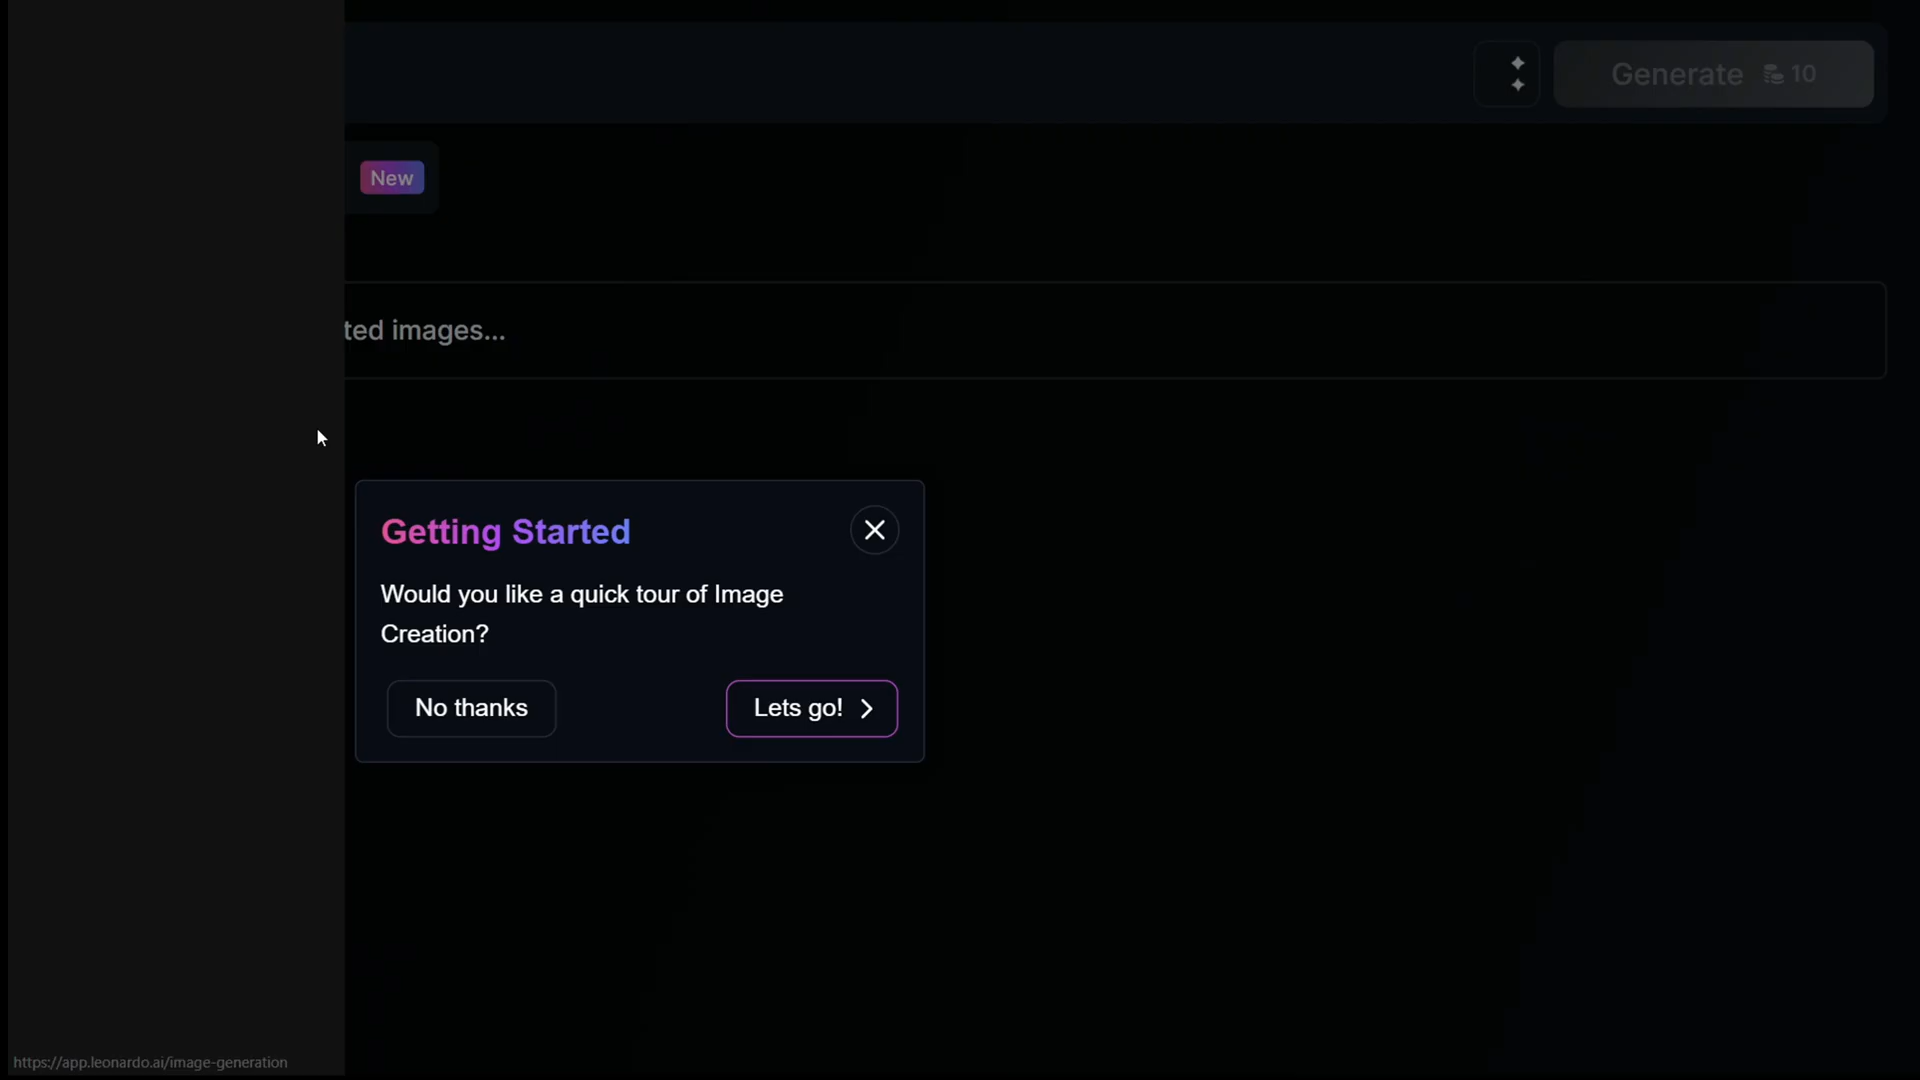 Generate 10
New
ted images...
Getting Started
Would you like a quick tour of Image
Creation?
No thanks
Lets go!
https://app.leonardo.ai/image-generation